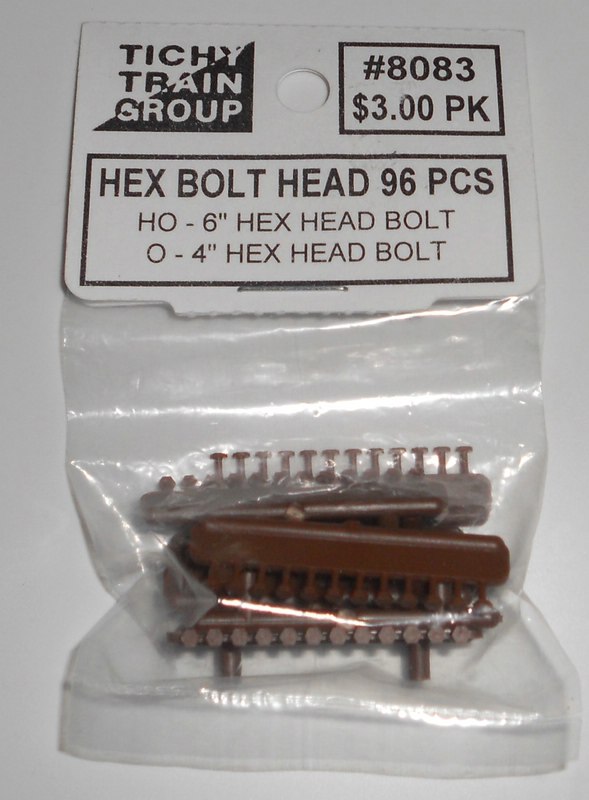 TICHY
TRAIN
GROUP
#8083
$3.00 PK
HEX BOLT HEAD 96 PCS
HO - 6" HEX HEAD BOLT
O - 4" HEX HEAD BOLT